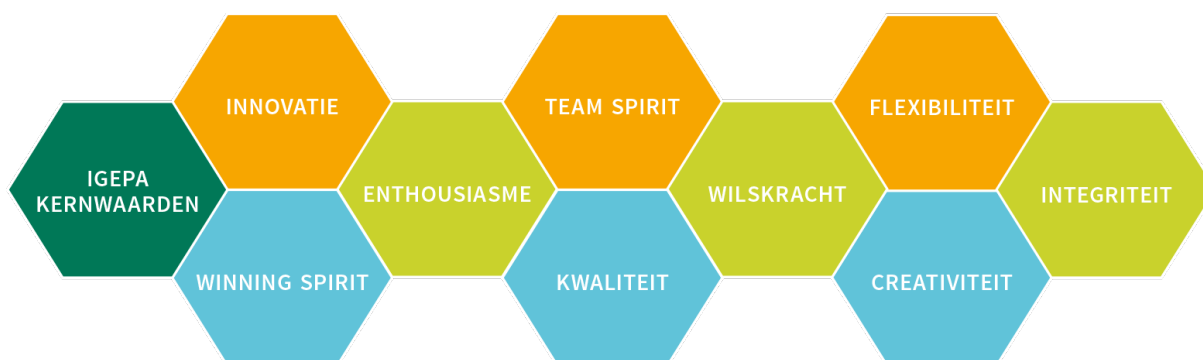 IGEPA
KERNWAARDEN
INNOVATIE
WINNING SPIRIT
ENTHOUSIASME
TEAM SPIRIT
KWALITEIT
WILSKRACHT
FLEXIBILITEIT
CREATIVITEIT
INTEGRITEIT